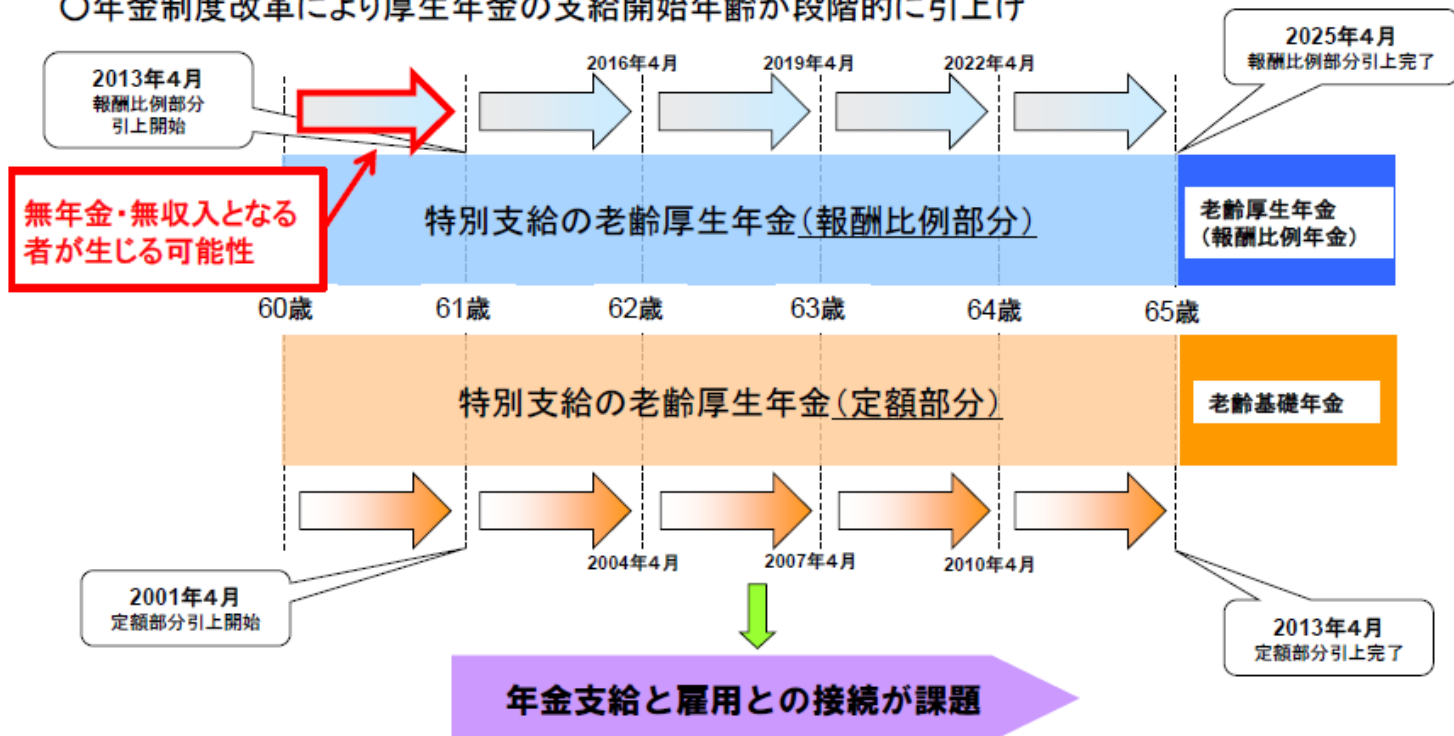 〇年金制度改革により厚生年金の支給開始年齢が段階的に引上げ
2013年4月
報酬比例部分
引上開始
2016年4月
2019年4月
2022年4月
2025年4月
報酬比例部分引上完了
無年金・無収入となる
者が生じる可能性
特別支給の老齢厚生年金(報酬比例部分)
老齢厚生年金
(報酬比例年金)
60歳
61歳
62歳
63歳
64歳
65歳
特別支給の老齢厚生年金(定額部分)
老齢基礎年金
2001年4月
定額部分引上開始
2004年4月
2007年4月
2010年4月
2013年4月
定額部分引上完了
年金支給と雇用との接続が課題